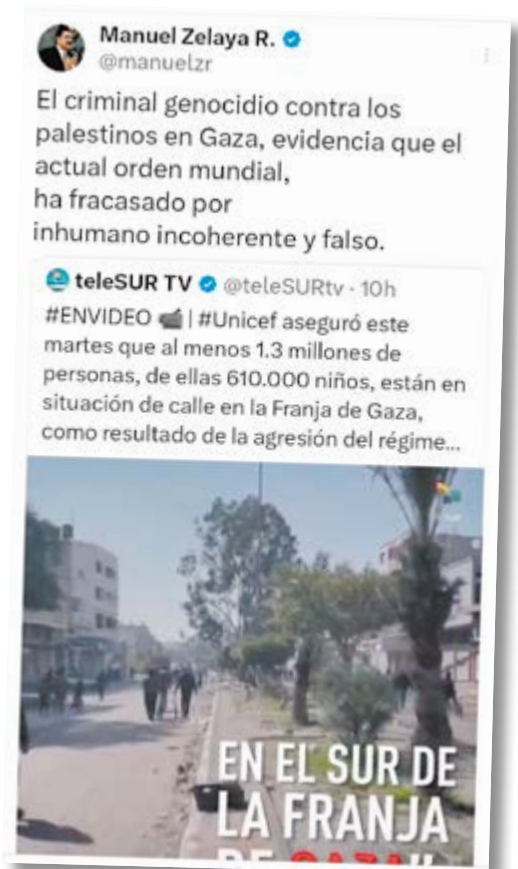 Manuel Zelaya R.
@manuelzr
El criminal genocidio contra los
palestinos en Gaza, evidencia que el
actual orden mundial,
ha fracasado por
inhumano incoherente y falso.
teleSUR TV @teleSURtv · 10h
#ENVIDEO 📹 | #Unicef aseguró este
martes que al menos 1.3 millones de
personas, de ellas 610.000 niños, están en
situación de calle en la Franja de Gaza,
como resultado de la agresión del régime...
EN EL SUR DE
LA FRANJA
DE GAZA"